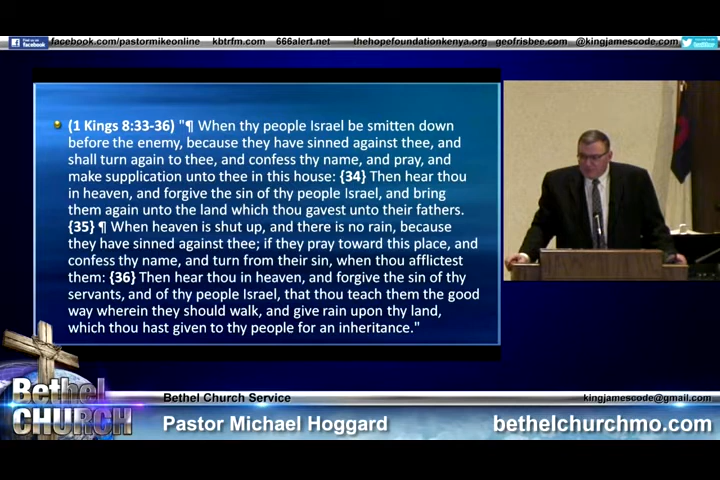 Find us on facebook
facebook.com/pastormikeonline kbtrfm.com 666alert.net thehopefoundationkenya.org geofrisbee.com @kingjamescode.com
(1 Kings 8:33-36) "¶ When thy people Israel be smitten down
before the enemy, because they have sinned against thee, and
shall turn again to thee, and confess thy name, and pray, and
make supplication unto thee in this house: {34} Then hear thou
in heaven, and forgive the sin of thy people Israel, and bring
them again unto the land which thou gavest unto their fathers.
{35} ¶ When heaven is shut up, and there is no rain, because
they have sinned against thee; if they pray toward this place, and
confess thy name, and turn from their sin, when thou afflictest
them: {36} Then hear thou in heaven, and forgive the sin of thy
servants, and of thy people Israel, that thou teach them the good
way wherein they should walk, and give rain upon thy land,
which thou hast given to thy people for an inheritance."
Bethel
CHURCH
Bethel Church Service kingjamescode@gmail.com
Pastor Michael Hoggard bethelchurchmo.com